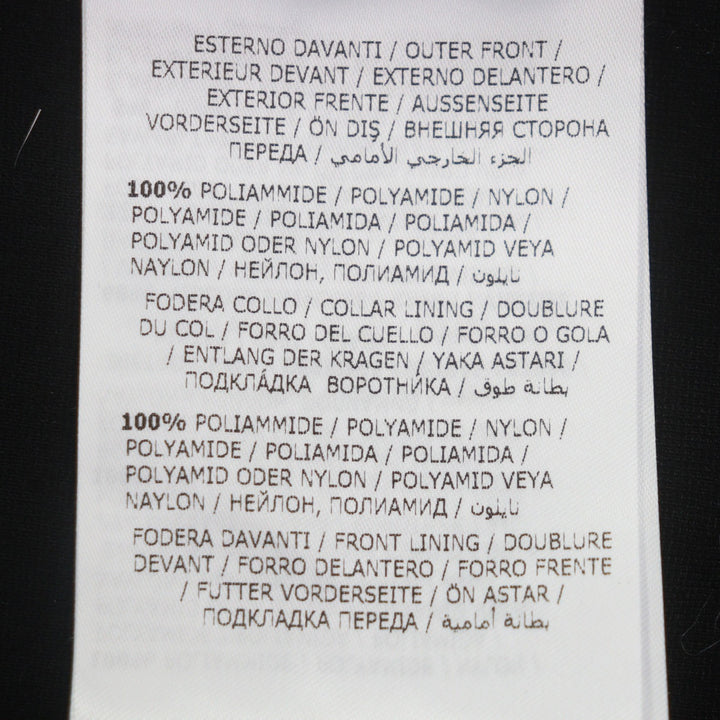 ESTERNO DAVANTI / OUTER FRONT /
EXTERIEUR DEVANT / EXTERNO DELANTERO /
EXTERIOR FRENTE / AUSSENSEITE
VORDERSEITE / ÖN DIŞ / ВНЕШНЯЯ СТОРОНА
ПЕРЕДА / الجزء الخارجي الأمامي
100% POLIAMMIDE / POLYAMIDE / NYLON /
POLYAMIDE / POLIAMIDA / POLIAMIDA /
POLYAMID ODER NYLON / POLYAMID VEYA
NAYLON / НЕЙЛОН, ПОЛИАМИД / نايلون
FODERA COLLO / COLLAR LINING / DOUBLURE
DU COL / FORRO DEL CUELLO / FORRO O GOLA
/ ENTLANG DER KRAGEN / YAKA ASTARI /
ПОДКЛА́ДКА ВОРОТНИ́КА / بطانة طوق
100% POLIAMMIDE / POLYAMIDE / NYLON /
POLYAMIDE / POLIAMIDA / POLIAMIDA /
POLYAMID ODER NYLON / POLYAMID VEYA
NAYLON / НЕЙЛОН, ПОЛИАМИД / نايلون
FODERA DAVANTI / FRONT LINING / DOUBLURE
DEVANT / FORRO DELANTERO / FORRO FRENTE
/ FUTTER VORDERSEITE / ÖN ASTAR /
ПОДКЛАДКА ПЕРЕДА / بطانة أمامية